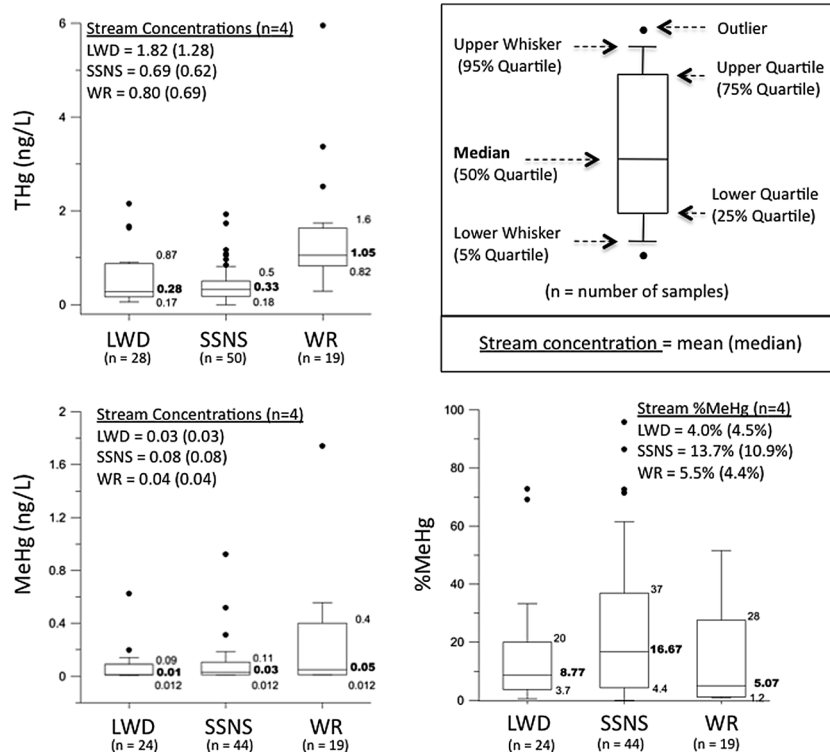 THg (ng/L)
6
4
2
0
Stream Concentrations (n=4)
LWD = 1.82 (1.28)
SSNS = 0.69 (0.62)
WR = 0.80 (0.69)
0.87
0.28
0.17
0.5
0.33
0.18
1.6
1.05
0.82
LWD
(n = 28)
SSNS
(n = 50)
WR
(n = 19)
Outlier
Upper Whisker
(95% Quartile)
Upper Quartile
(75% Quartile)
Median
(50% Quartile)
Lower Quartile
(25% Quartile)
Lower Whisker
(5% Quartile)
(n = number of samples)
Stream concentration = mean (median)
MeHg (ng/L)
2
1.6
1.2
0.8
0.4
0
Stream Concentrations (n=4)
LWD = 0.03 (0.03)
SSNS = 0.08 (0.08)
WR = 0.04 (0.04)
0.09
0.01
0.012
0.11
0.03
0.012
0.4
0.05
0.012
LWD
(n = 24)
SSNS
(n = 44)
WR
(n = 19)
%MeHg
100
80
60
40
20
0
Stream %MeHg (n=4)
LWD = 4.0% (4.5%)
SSNS = 13.7% (10.9%)
WR = 5.5% (4.4%)
20
8.77
3.7
37
16.67
4.4
28
5.07
1.2
LWD
(n = 24)
SSNS
(n = 44)
WR
(n = 19)